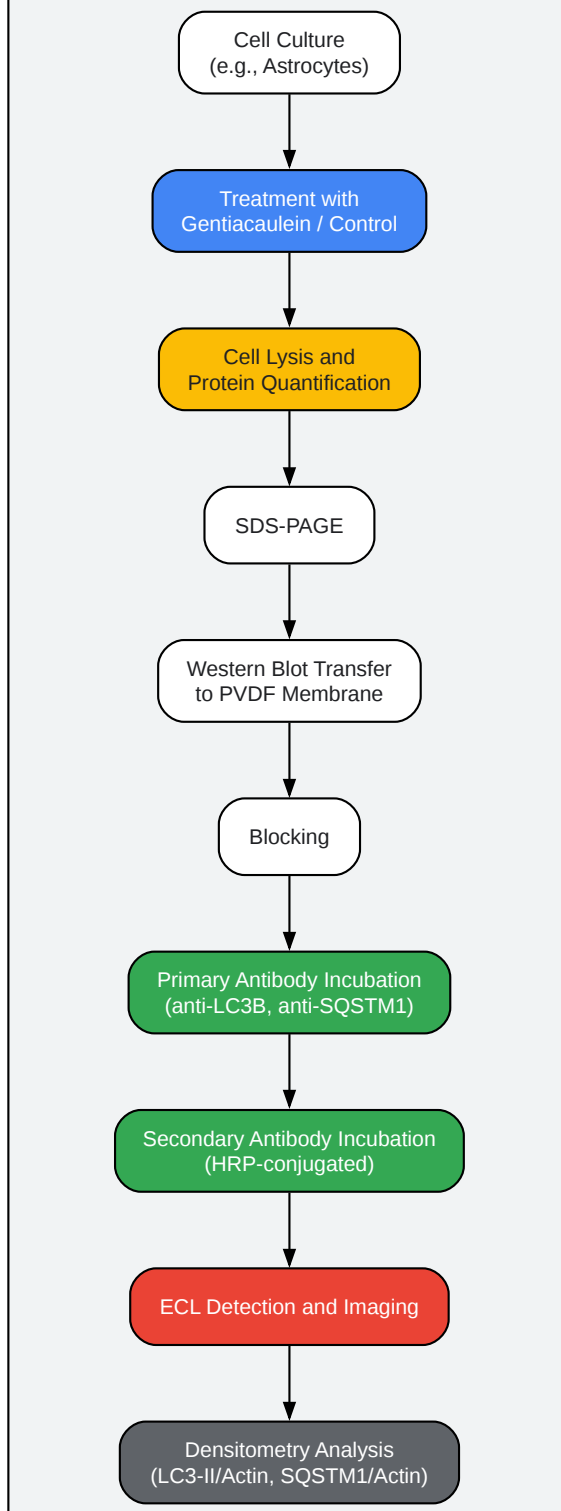 Cell Culture
(e.g., Astrocytes)
Treatment with
Gentiacaulein / Control
Cell Lysis and
Protein Quantification
SDS-PAGE
Western Blot Transfer
to PVDF Membrane
Blocking
Primary Antibody Incubation
(anti-LC3B, anti-SQSTM1)
Secondary Antibody Incubation
(HRP-conjugated)
ECL Detection and Imaging
Densitometry Analysis
(LC3-II/Actin, SQSTM1/Actin)